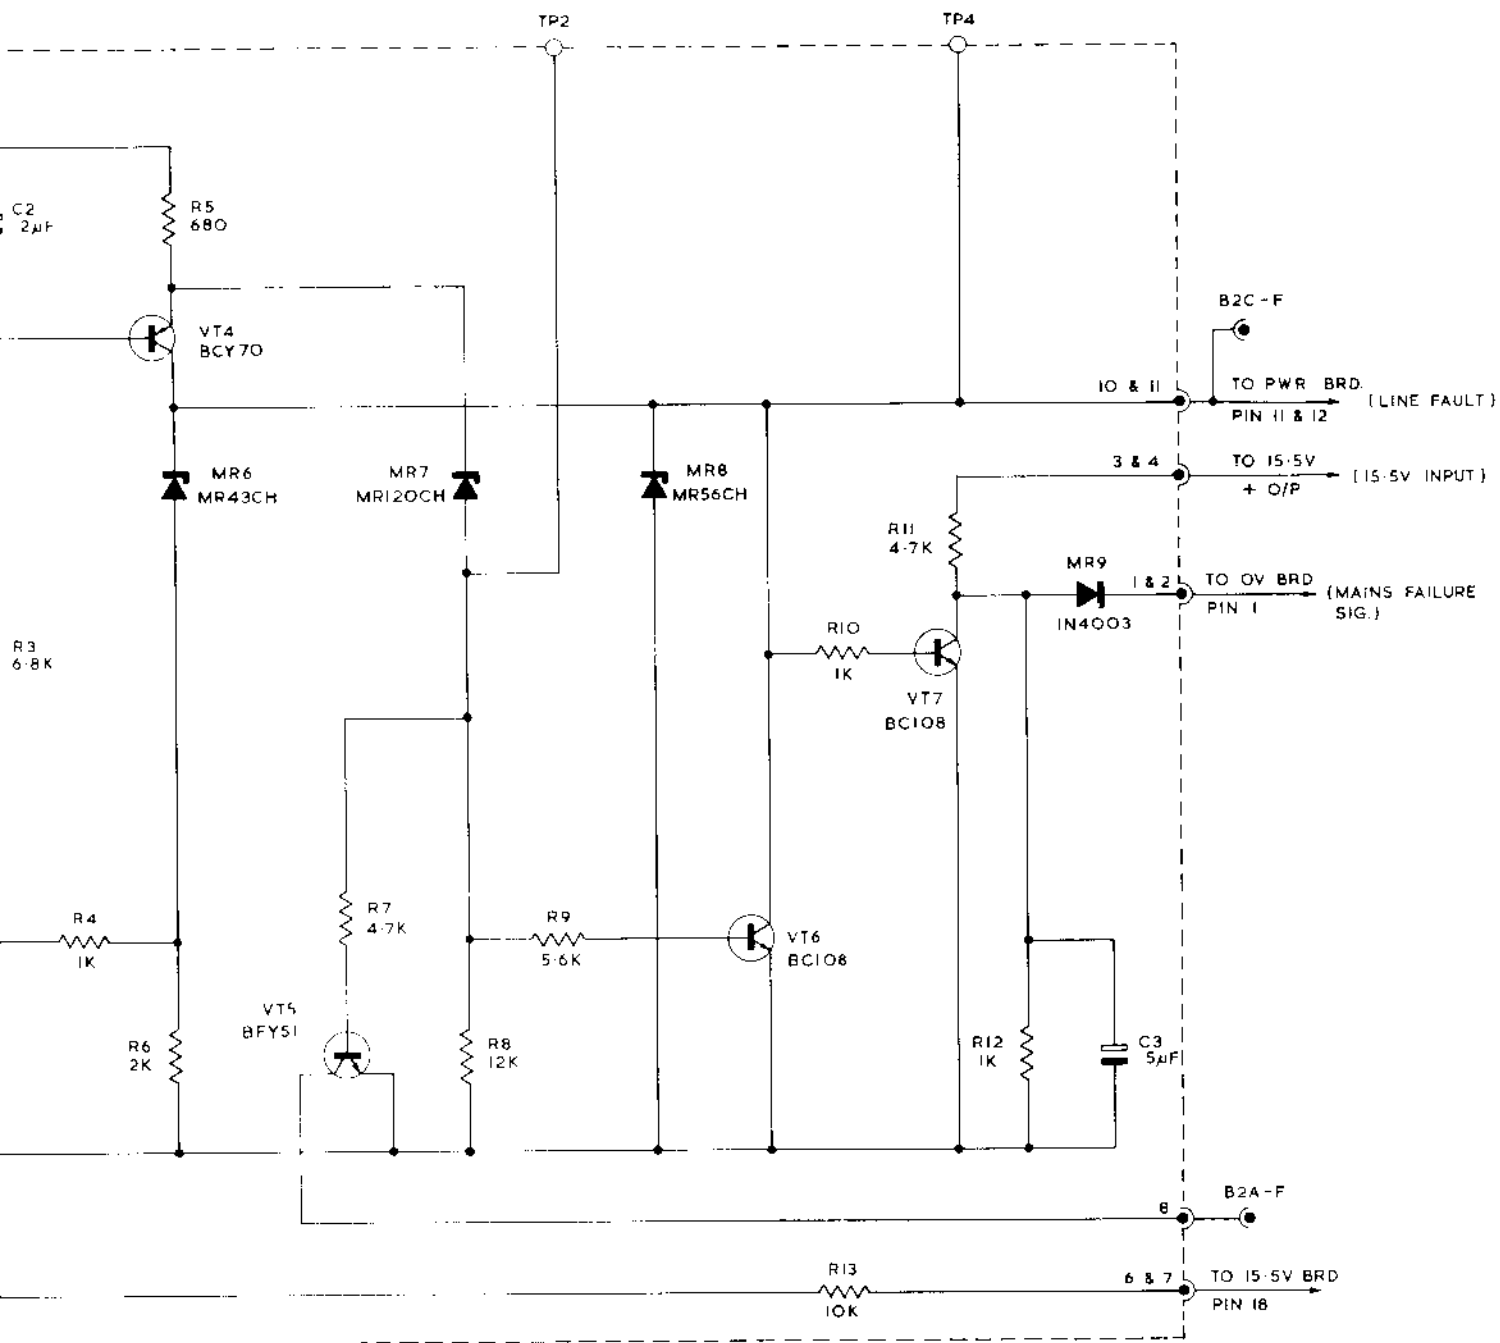 TP2
TP4
C2
2µF
R5
680
VT4
BCY70
B2C-F
10 & 11
TO PWR BRD.
PIN 11 & 12
(LINE FAULT)
MR6
MR43CH
MR7
MR120CH
MR8
MR56CH
3 & 4
TO 15·5V
+ O/P
(15·5V INPUT)
R11
4·7K
MR9
1N4003
1 & 2
TO OV BRD
PIN 1
(MAINS FAILURE
SIG.)
R3
6·8K
R10
1K
VT7
BC108
R4
1K
R7
4·7K
R9
5·6K
VT6
BC108
VT5
BFY51
R6
2K
R8
12K
R12
1K
C3
5µF
8
B2A-F
R13
10K
6 & 7
TO 15·5V BRD
PIN 18